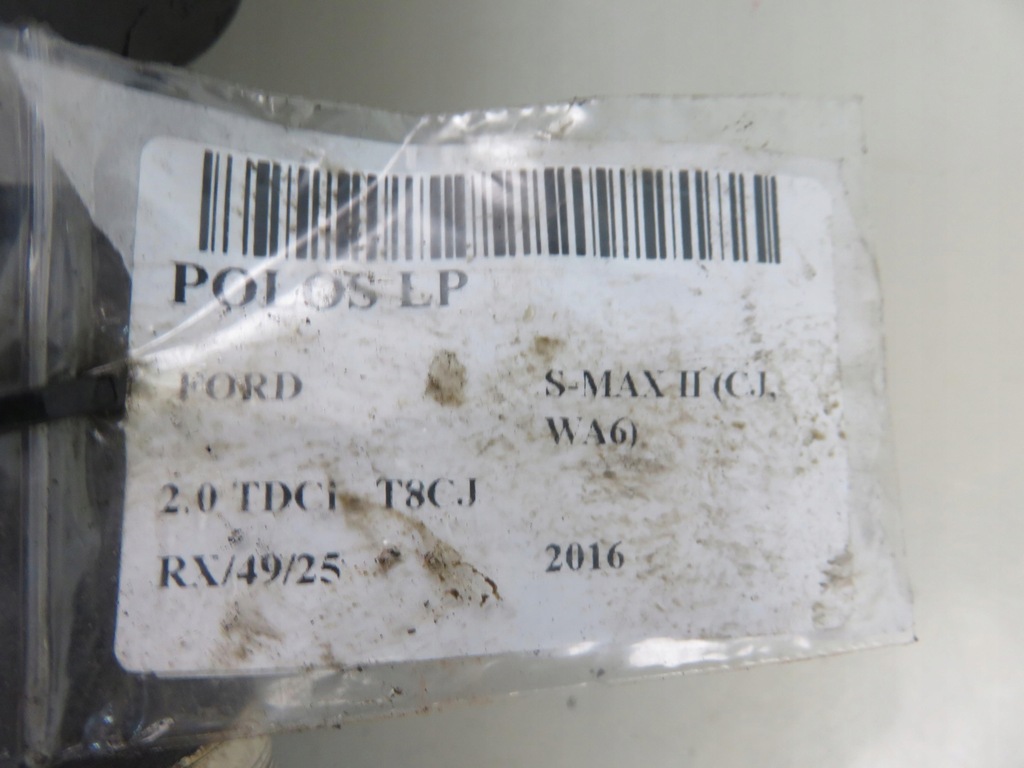 POLOS LP
FORD S-MAX II (CJ,
WA6)
2.0 TDCi T8CJ
RX/49/25 2016